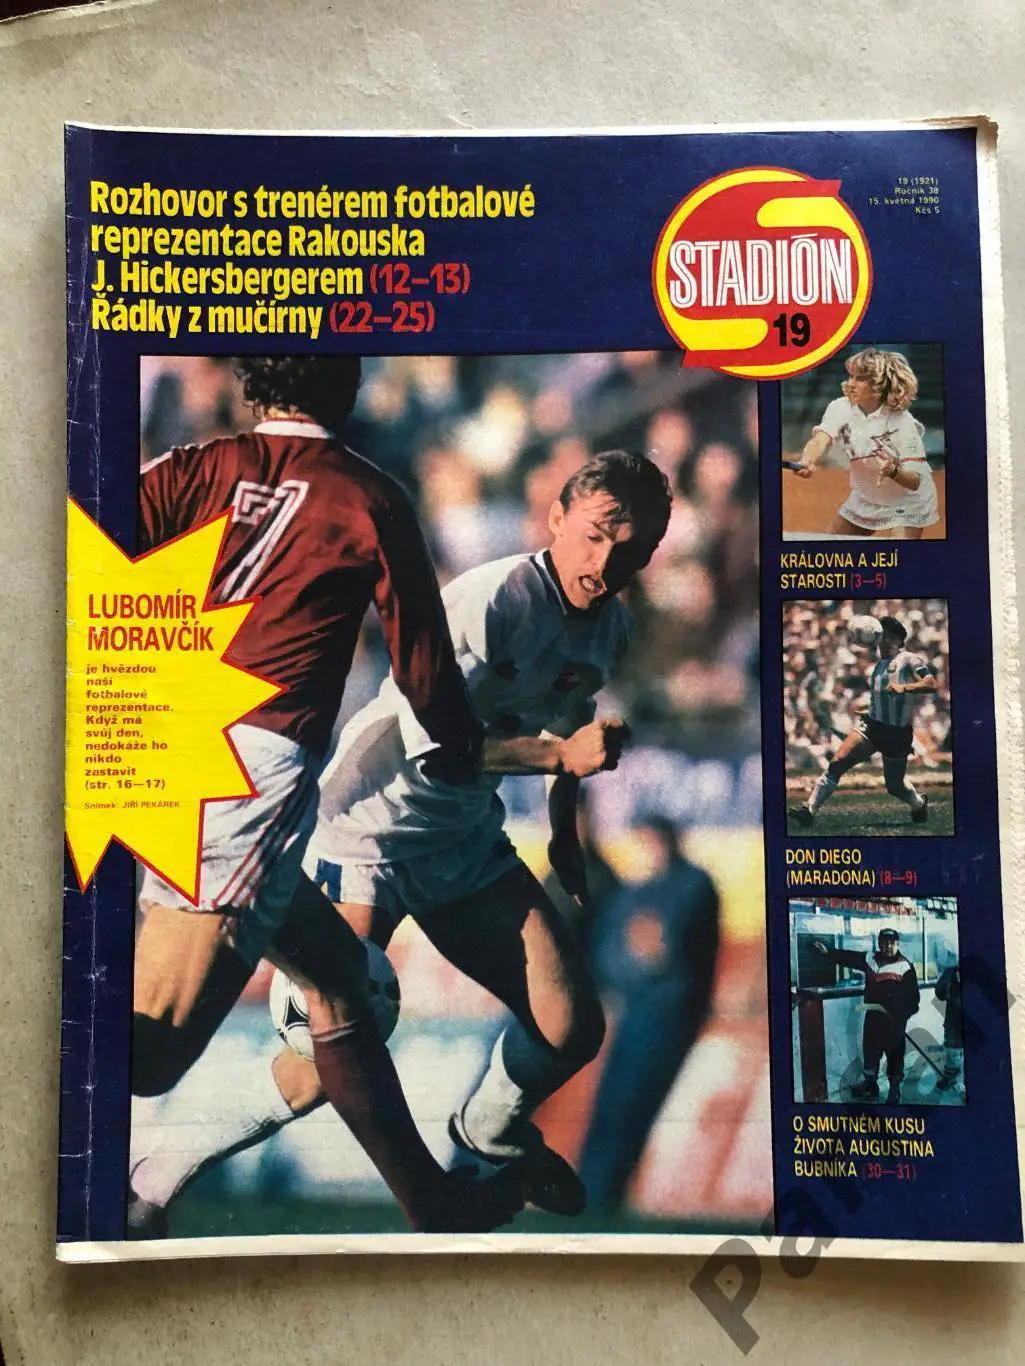 Rozhovor s trenérem fotbalové
reprezentace Rakouska
J. Hickersbergerem (12–13)
Řádky z mučírny (22–25)
19 (1921)
Ročník 38
15. května 1990
Kčs 5
STADIÓN
19
7
LUBOMÍR
MORAVČÍK
je hvězdou
naší
fotbalové
reprezentace.
Když má
svůj den,
nedokáže ho
nikdo
zastavit
(str. 16—17)
Snímek: JIŘÍ PEKÁREK
KRÁLOVNA A JEJÍ
STAROSTI (3—5)
DON DIEGO
(MARADONA) (8—9)
O SMUTNÉM KUSU
ŽIVOTA AUGUSTINA
BUBNÍKA (30—31)